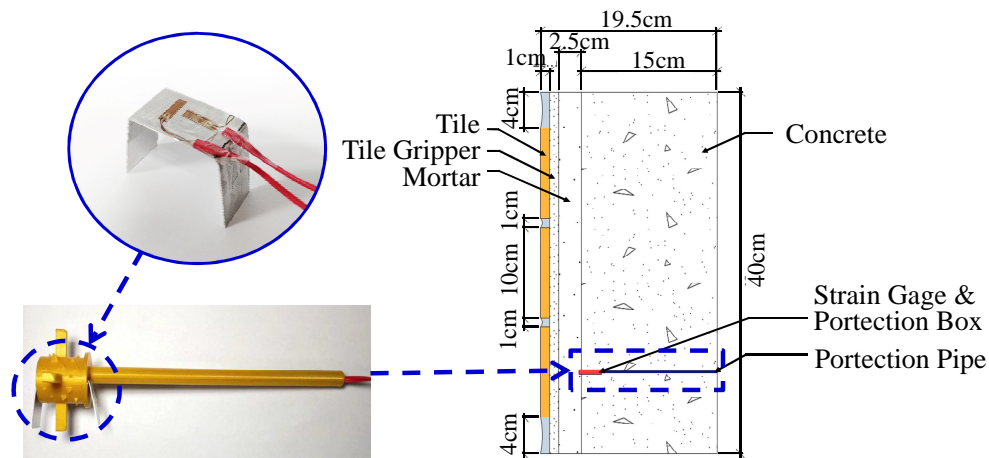 19.5cm
2.5cm
1cm
15cm
4cm
Tile
Tile Gripper
Mortar
Concrete
1cm
10cm
40cm
1cm
Strain Gage &
Portection Box
Portection Pipe
4cm